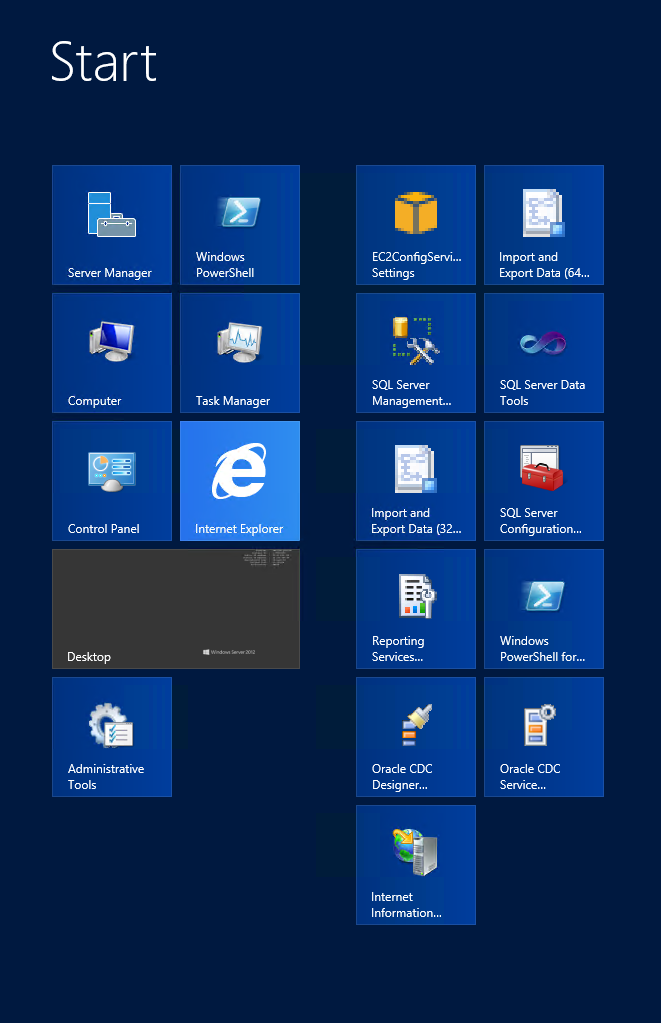 Start
Server Manager
Windows
PowerShell
EC2ConfigServi...
Settings
Import and
Export Data (64...
Computer
Task Manager
SQL Server
Management...
SQL Server Data
Tools
Control Panel
Internet Explorer
Import and
Export Data (32...
SQL Server
Configuration...
Desktop
Windows Server 2012
Reporting
Services...
Windows
PowerShell for...
Administrative
Tools
Oracle CDC
Designer...
Oracle CDC
Service...
Internet
Information...